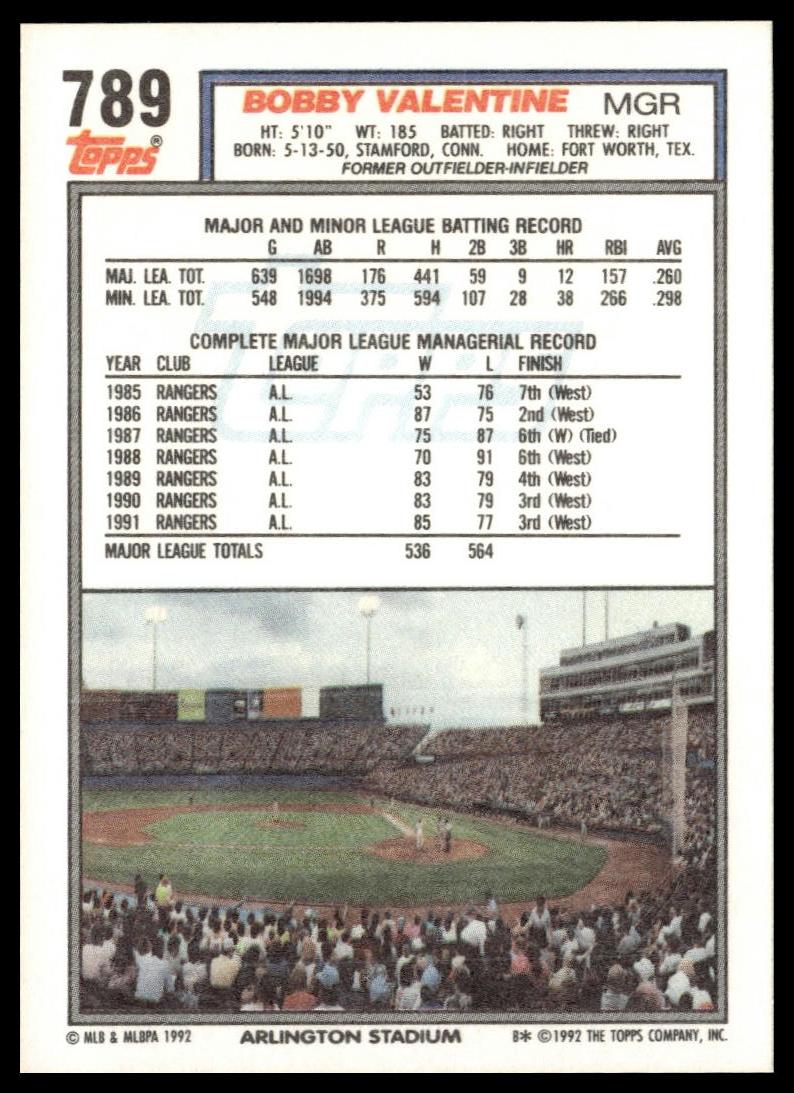 789
Topps®
BOBBY VALENTINE MGR
HT: 5'10" WT: 185 BATTED: RIGHT THREW: RIGHT
BORN: 5-13-50, STAMFORD, CONN. HOME: FORT WORTH, TEX.
FORMER OUTFIELDER-INFIELDER
MAJOR AND MINOR LEAGUE BATTING RECORD
G AB R H 2B 3B HR RBI AVG
MAJ. LEA. TOT. 639 1698 176 441 59 9 12 157 .260
MIN. LEA. TOT. 548 1994 375 594 107 28 38 266 .298
COMPLETE MAJOR LEAGUE MANAGERIAL RECORD
YEAR CLUB LEAGUE W L FINISH
1985 RANGERS A.L. 53 76 7th (West)
1986 RANGERS A.L. 87 75 2nd (West)
1987 RANGERS A.L. 75 87 6th (W) (Tied)
1988 RANGERS A.L. 70 91 6th (West)
1989 RANGERS A.L. 83 79 4th (West)
1990 RANGERS A.L. 83 79 3rd (West)
1991 RANGERS A.L. 85 77 3rd (West)
MAJOR LEAGUE TOTALS 536 564
© MLB & MLBPA 1992 ARLINGTON STADIUM B* ©1992 THE TOPPS COMPANY, INC.